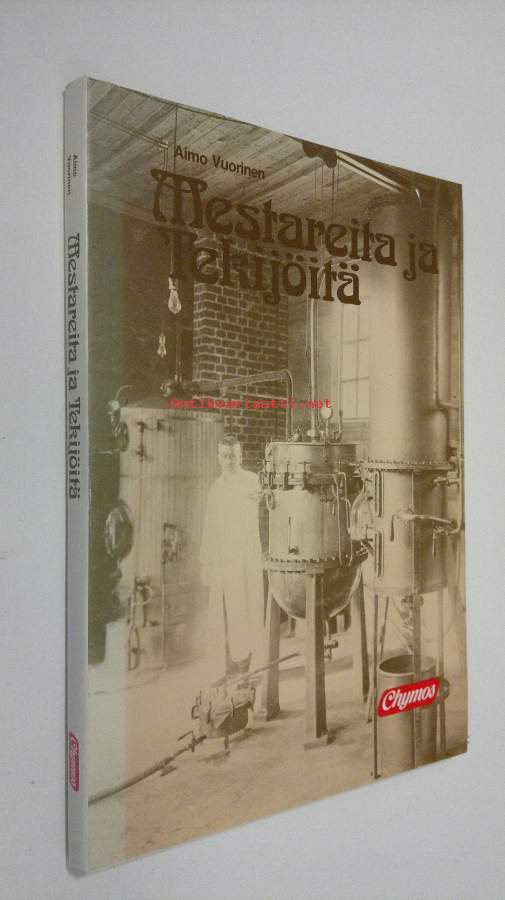 Aimo Vuorinen
Mestareita ja
Tekijöitä
Antikvariaatti.net
Chymos
Aimo
Vuorinen
Mestareita ja Tekijöitä
Chymos